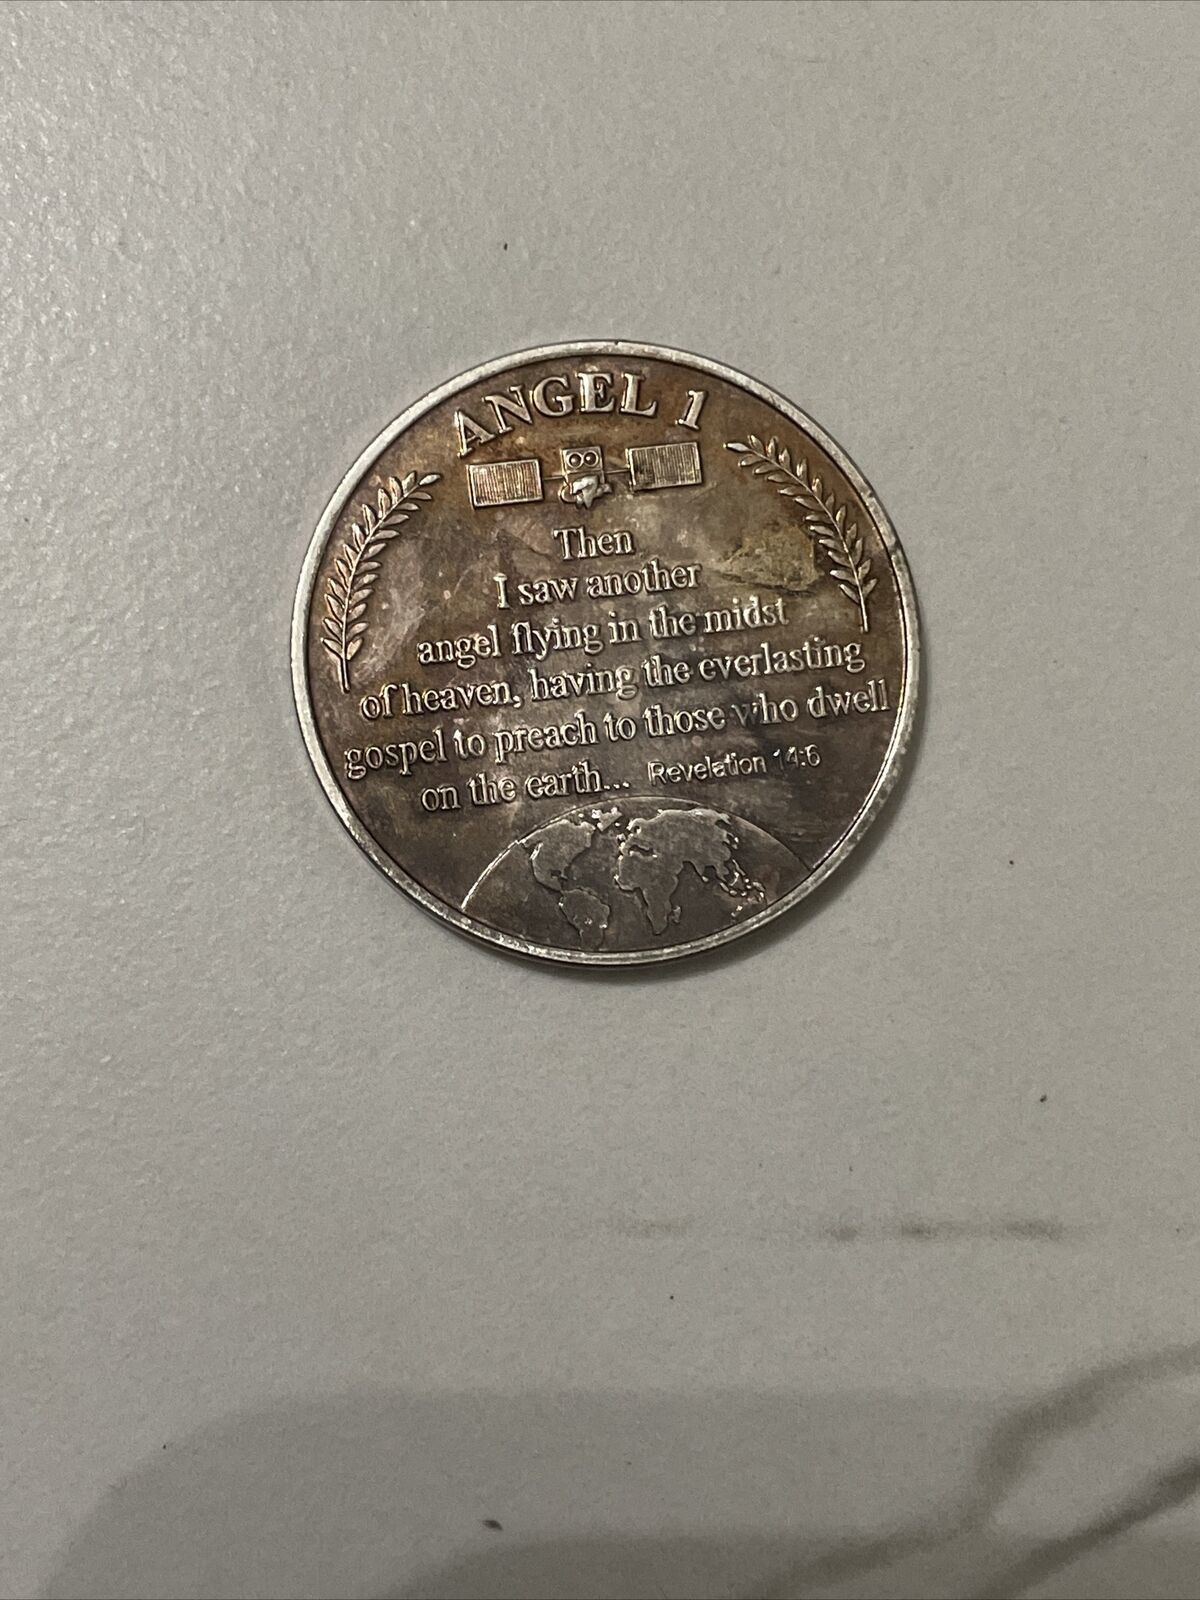 ANGEL 1
Then
I saw another
angel flying in the midst
of heaven, having the everlasting
gospel to preach to those who dwell
on the earth... Revelation 14:6